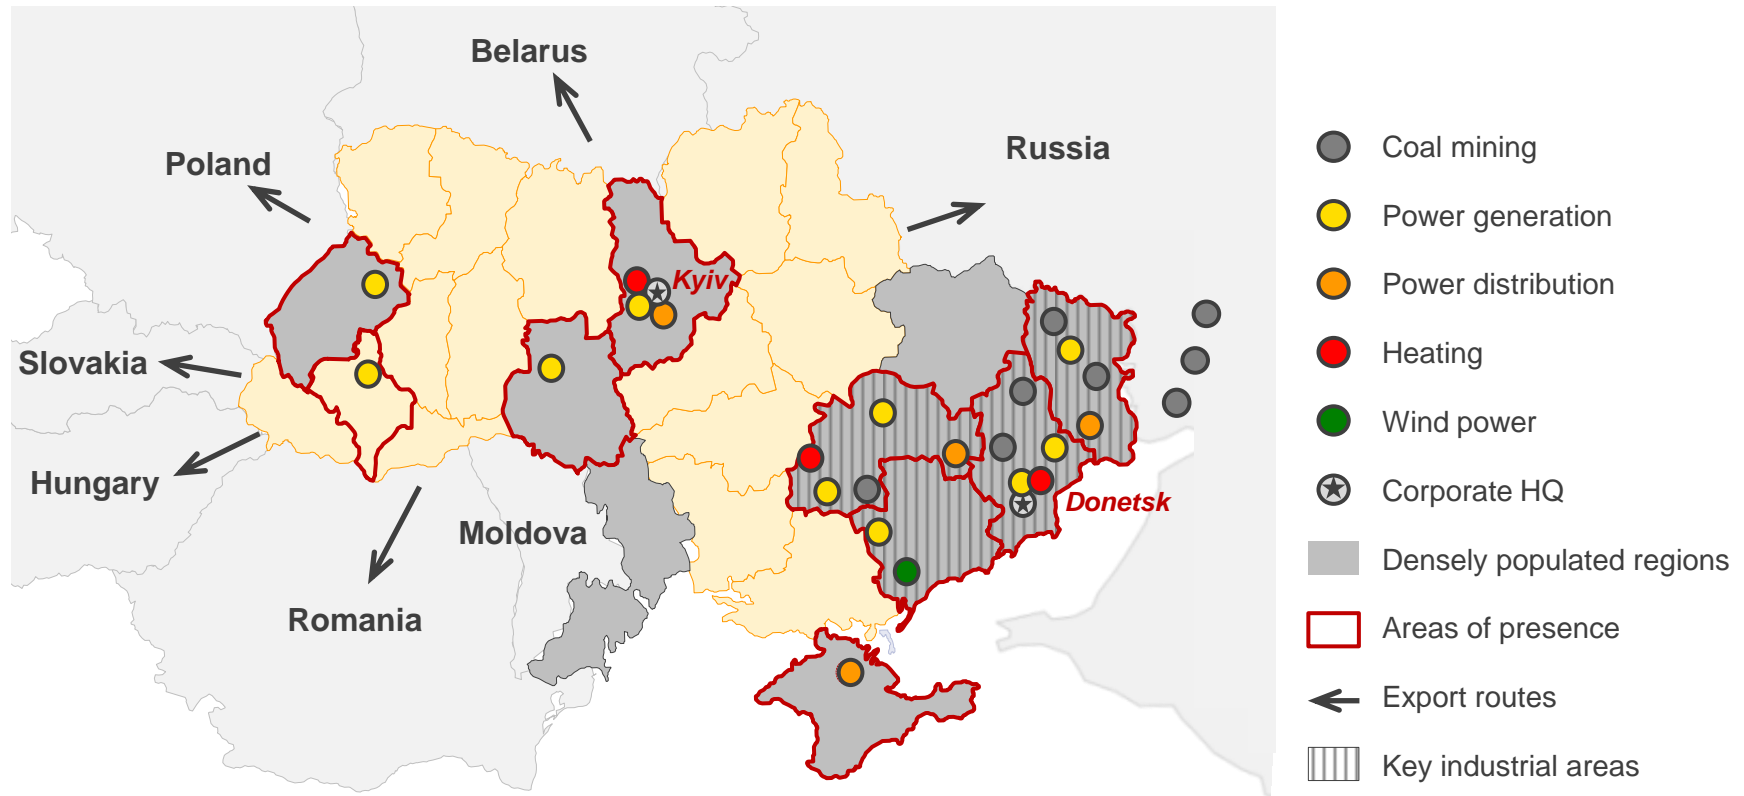 Belarus
Poland
Russia
Kyiv
Slovakia
Hungary
Moldova
Donetsk
Romania
Coal mining
Power generation
Power distribution
Heating
Wind power
Corporate HQ
Densely populated regions
Areas of presence
Export routes
Key industrial areas